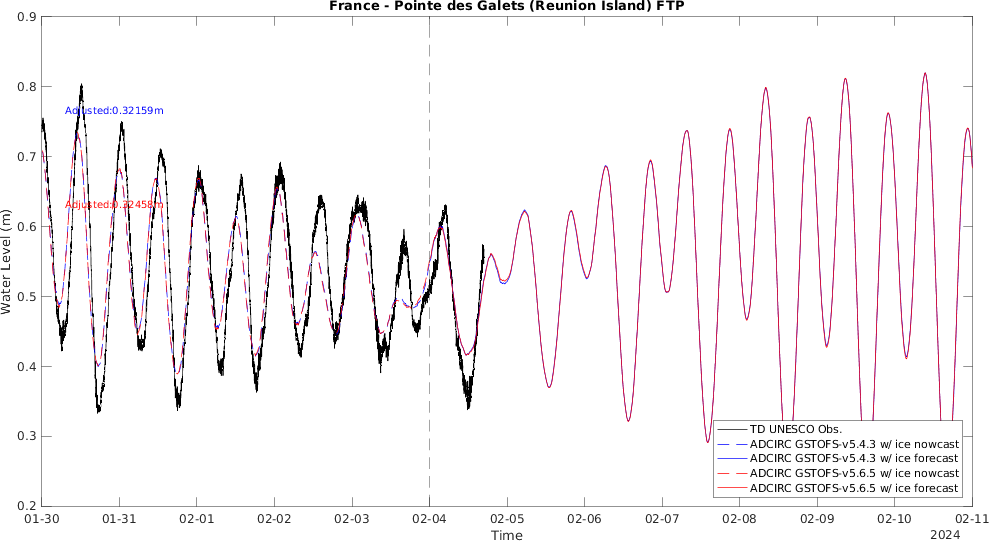 France - Pointe des Galets (Reunion Island) FTP
0.9
0.8
0.7
0.6
0.5
0.4
0.3
0.2
Water Level (m)
Adjusted:0.32159m
Adjusted:0.32458m
TD UNESCO Obs.
ADCIRC GSTOFS-v5.4.3 w/ ice nowcast
ADCIRC GSTOFS-v5.4.3 w/ ice forecast
ADCIRC GSTOFS-v5.6.5 w/ ice nowcast
ADCIRC GSTOFS-v5.6.5 w/ ice forecast
01-30 01-31 02-01 02-02 02-03 02-04 02-05 02-06 02-07 02-08 02-09 02-10 02-11
Time
2024